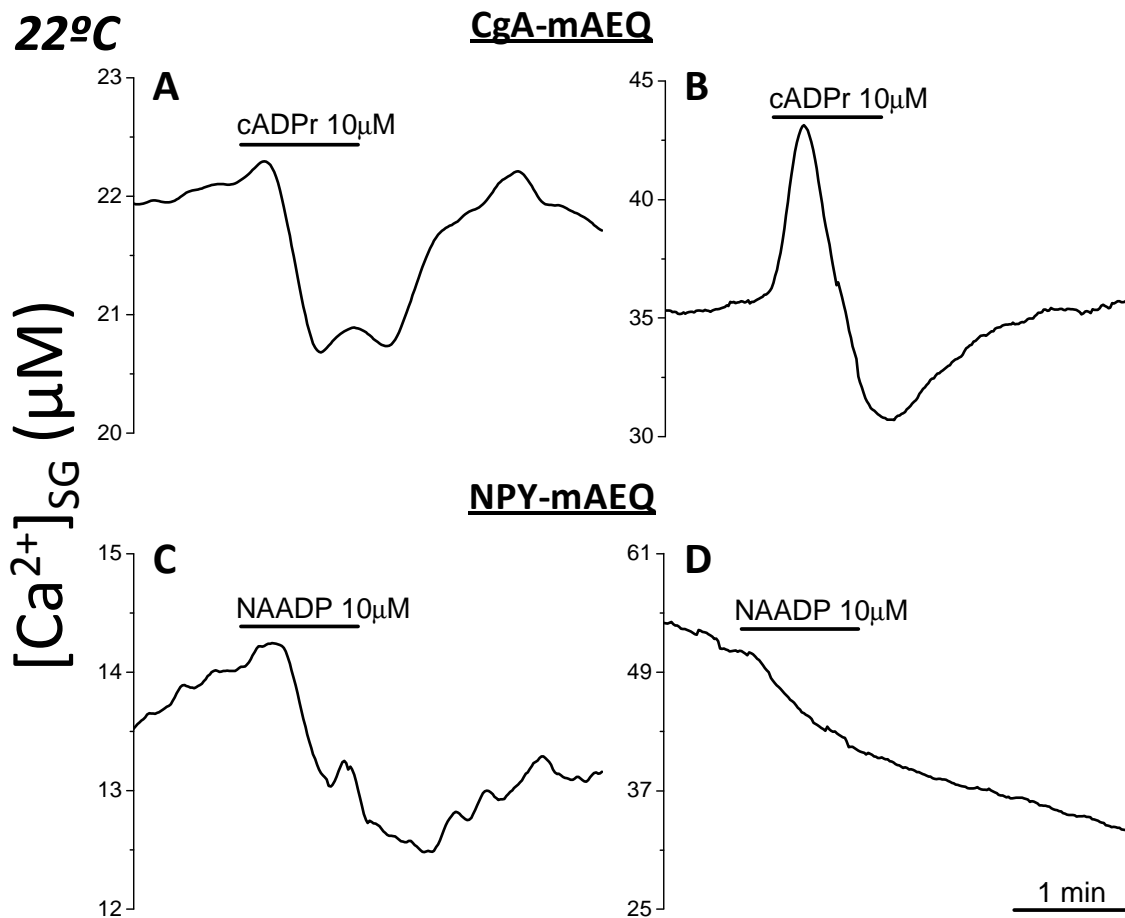 22ºC
CgA-mAEQ
[Ca2+]SG (µM)
A
cADPr 10µM
23
22
21
20
B
cADPr 10µM
45
40
35
30
NPY-mAEQ
C
NAADP 10µM
15
14
13
12
D
NAADP 10µM
61
49
37
25
1 min